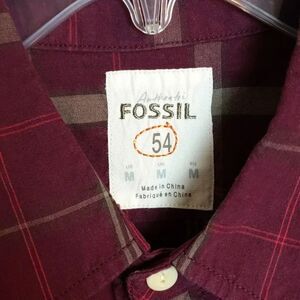 Authentic
FOSSIL
54
M M M
Made in China
Fabriqué en Chine